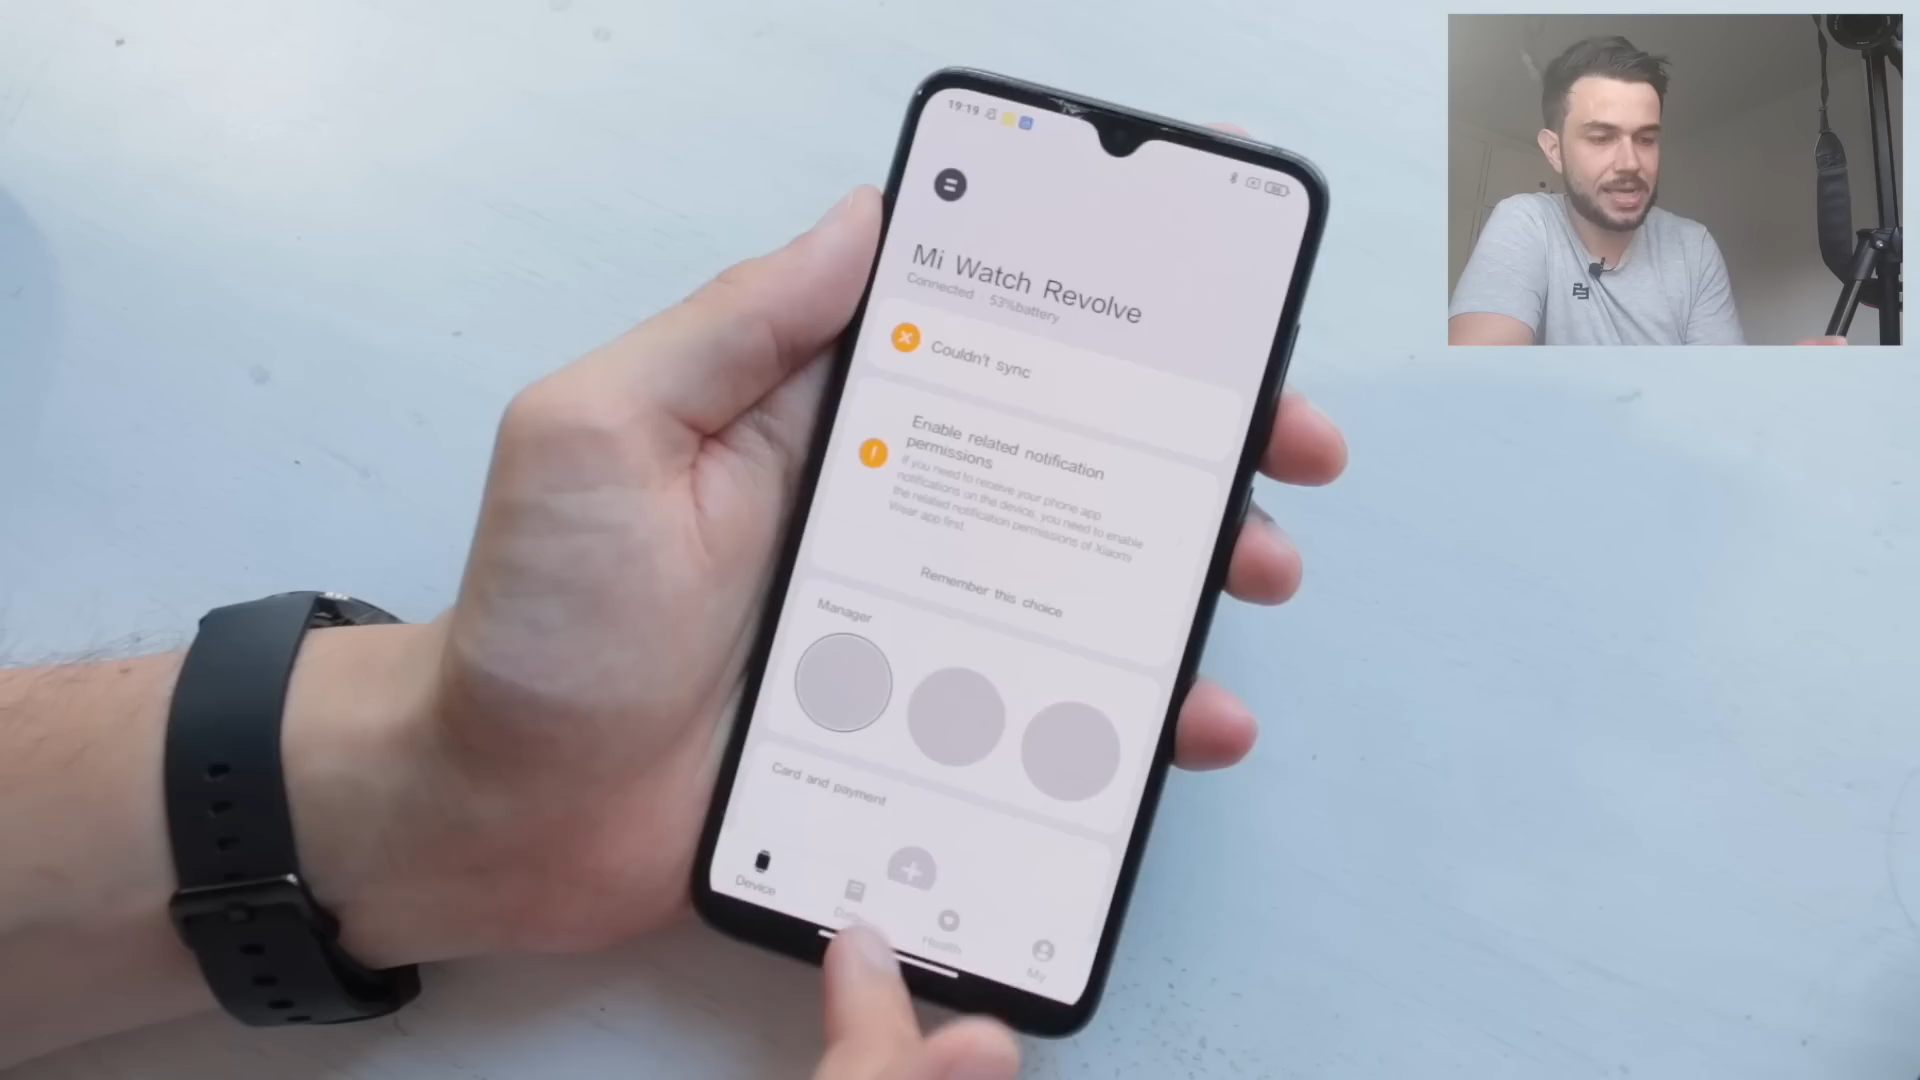 19:19
Mi Watch Revolve
Connected | 53%battery
Couldn't sync
Enable related notification
permissions
If you need to receive your phone app
notifications on the device, you need to enable
the related notification permissions of Xiaomi
Wear app first.
Remember this choice
Manager
Card and payment
Device
Health
My